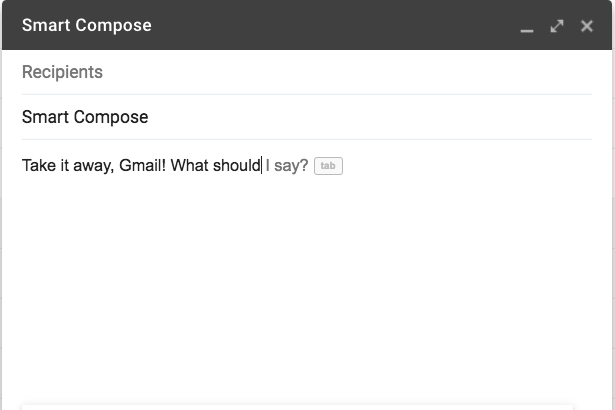 Smart Compose
Recipients
Smart Compose
Take it away, Gmail! What should I say? tab